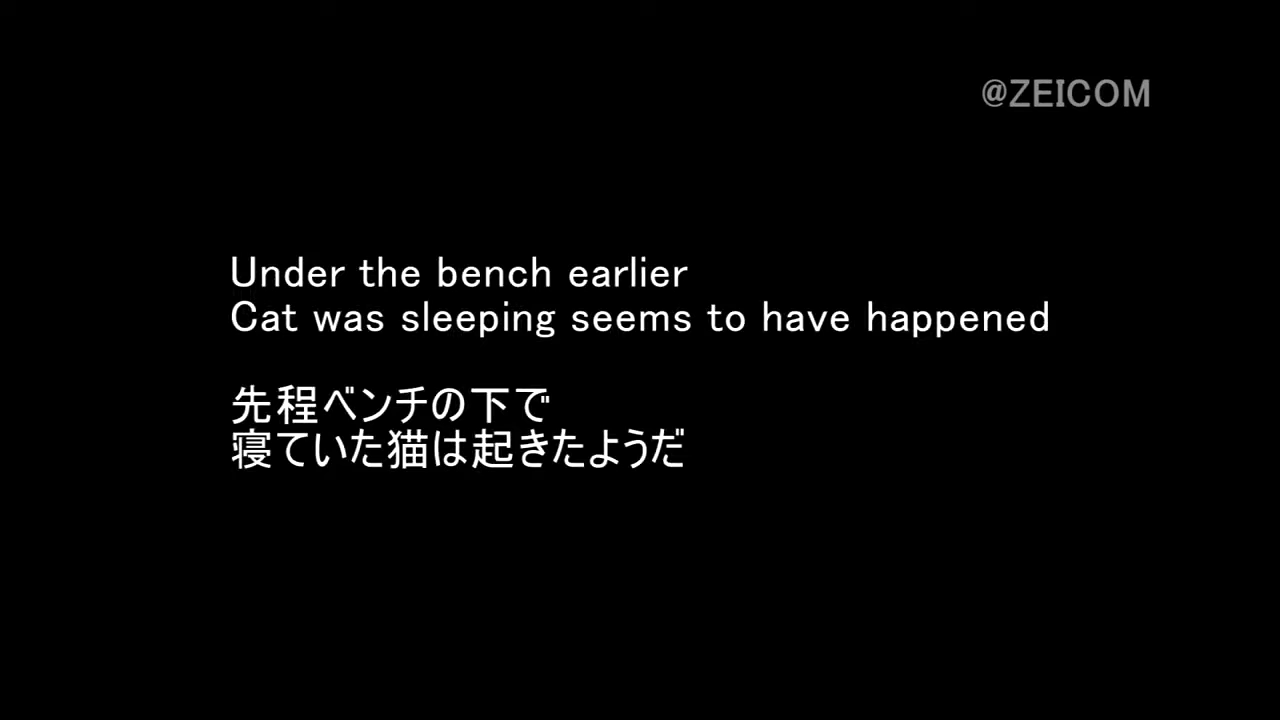 @ZEICOM
Under the bench earlier
Cat was sleeping seems to have happened
先程ベンチの下で
寝ていた猫は起きたようだ